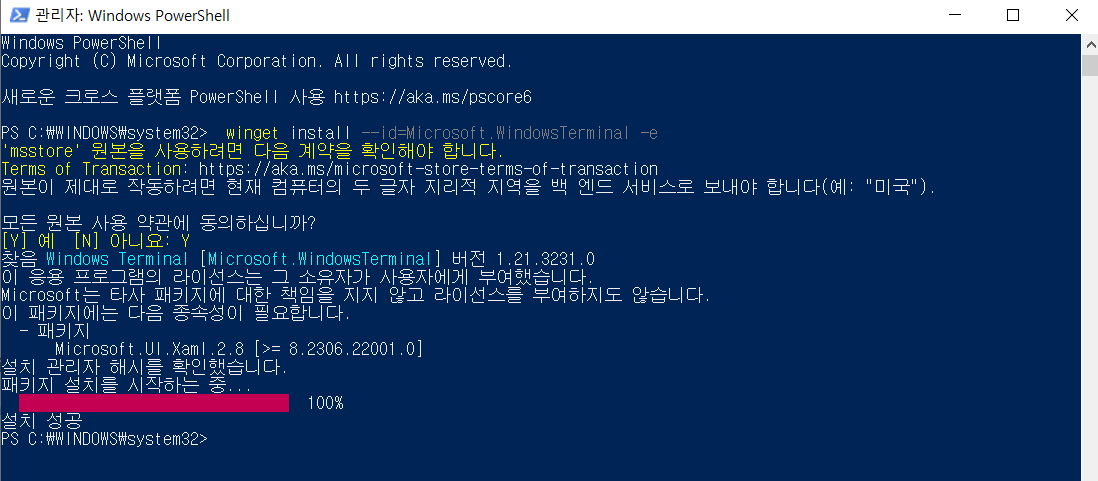 관리자: Windows PowerShell
Windows PowerShell
Copyright (C) Microsoft Corporation. All rights reserved.
새로운 크로스 플랫폼 PowerShell 사용 https://aka.ms/pscore6
PS C:₩WINDOWS₩system32>  winget install --id=Microsoft.WindowsTerminal -e
'msstore' 원본을 사용하려면 다음 계약을 확인해야 합니다.
Terms of Transaction: https://aka.ms/microsoft-store-terms-of-transaction
원본이 제대로 작동하려면 현재 컴퓨터의 두 글자 지리적 지역을 백 엔드 서비스로 보내야 합니다(예: "미국").
모든 원본 사용 약관에 동의하십니까?
[Y] 예  [N] 아니요: Y
찾음 Windows Terminal [Microsoft.WindowsTerminal] 버전 1.21.3231.0
이 응용 프로그램의 라이선스는 그 소유자가 사용자에게 부여했습니다.
Microsoft는 타사 패키지에 대한 책임을 지지 않고 라이선스를 부여하지도 않습니다.
이 패키지에는 다음 종속성이 필요합니다.
- 패키지
Microsoft.UI.Xaml.2.8 [>= 8.2306.22001.0]
설치 관리자 해시를 확인했습니다.
패키지 설치를 시작하는 중...
100%
설치 성공
PS C:₩WINDOWS₩system32>